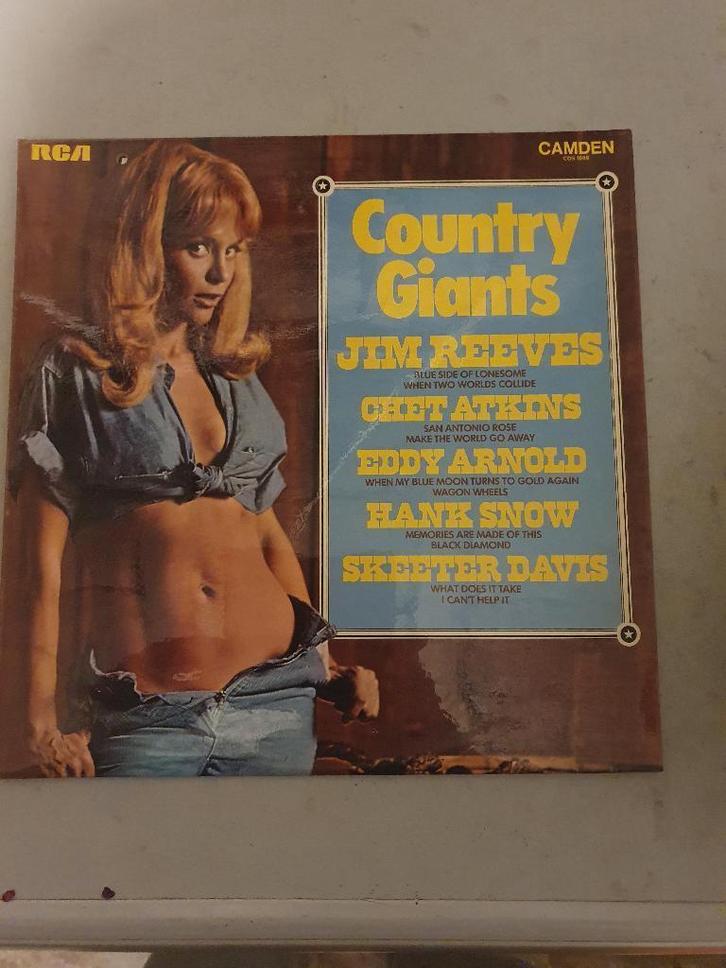 RCA
CAMDEN
Country
Giants
JIM REEVES
BLUE SIDE OF LONESOME
WHEN TWO WORLDS COLLIDE
CHET ATKINS
SAN ANTONIO ROSE
MAKE THE WORLD GO AWAY
EDDY ARNOLD
WHEN MY BLUE MOON TURNS TO GOLD AGAIN
WAGON WHEELS
HANK SNOW
MEMORIES ARE MADE OF THIS
BLACK DIAMOND
SKEETER DAVIS
WHAT DOES IT TAKE
I CAN'T HELP IT